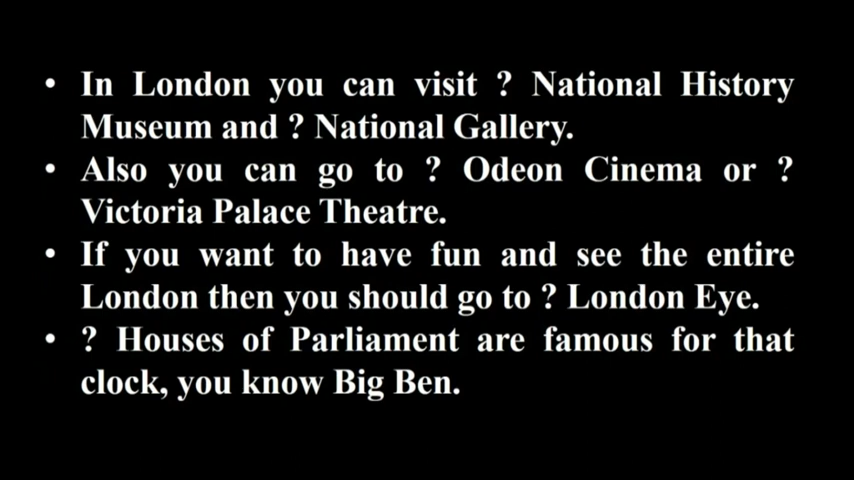 • In London you can visit ? National History
Museum and ? National Gallery.
• Also you can go to ? Odeon Cinema or ?
Victoria Palace Theatre.
• If you want to have fun and see the entire
London then you should go to ? London Eye.
• ? Houses of Parliament are famous for that
clock, you know Big Ben.